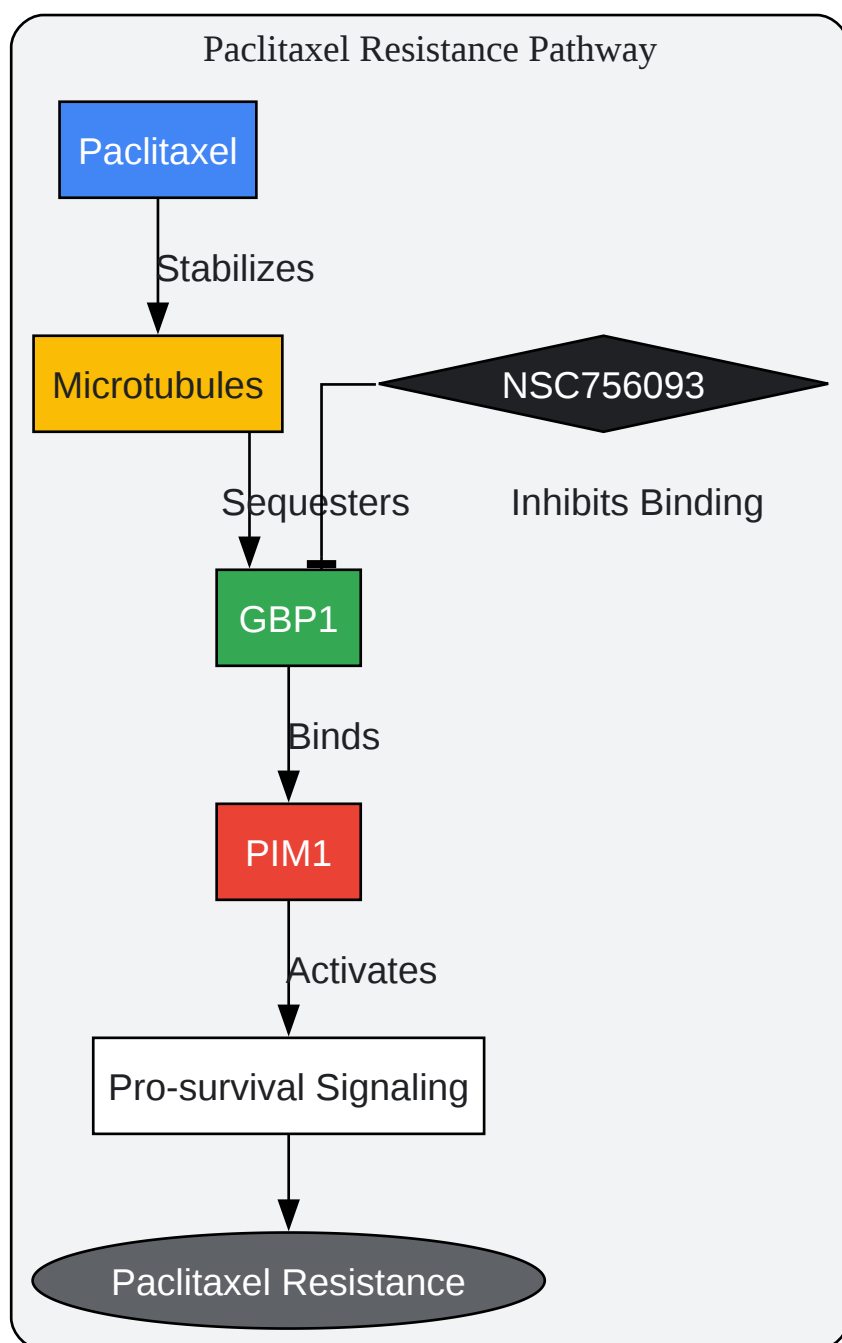 Paclitaxel Resistance Pathway
Paclitaxel
Stabilizes
Microtubules
NSC756093
Sequesters
Inhibits Binding
GBP1
Binds
PIM1
Activates
Pro-survival Signaling
Paclitaxel Resistance